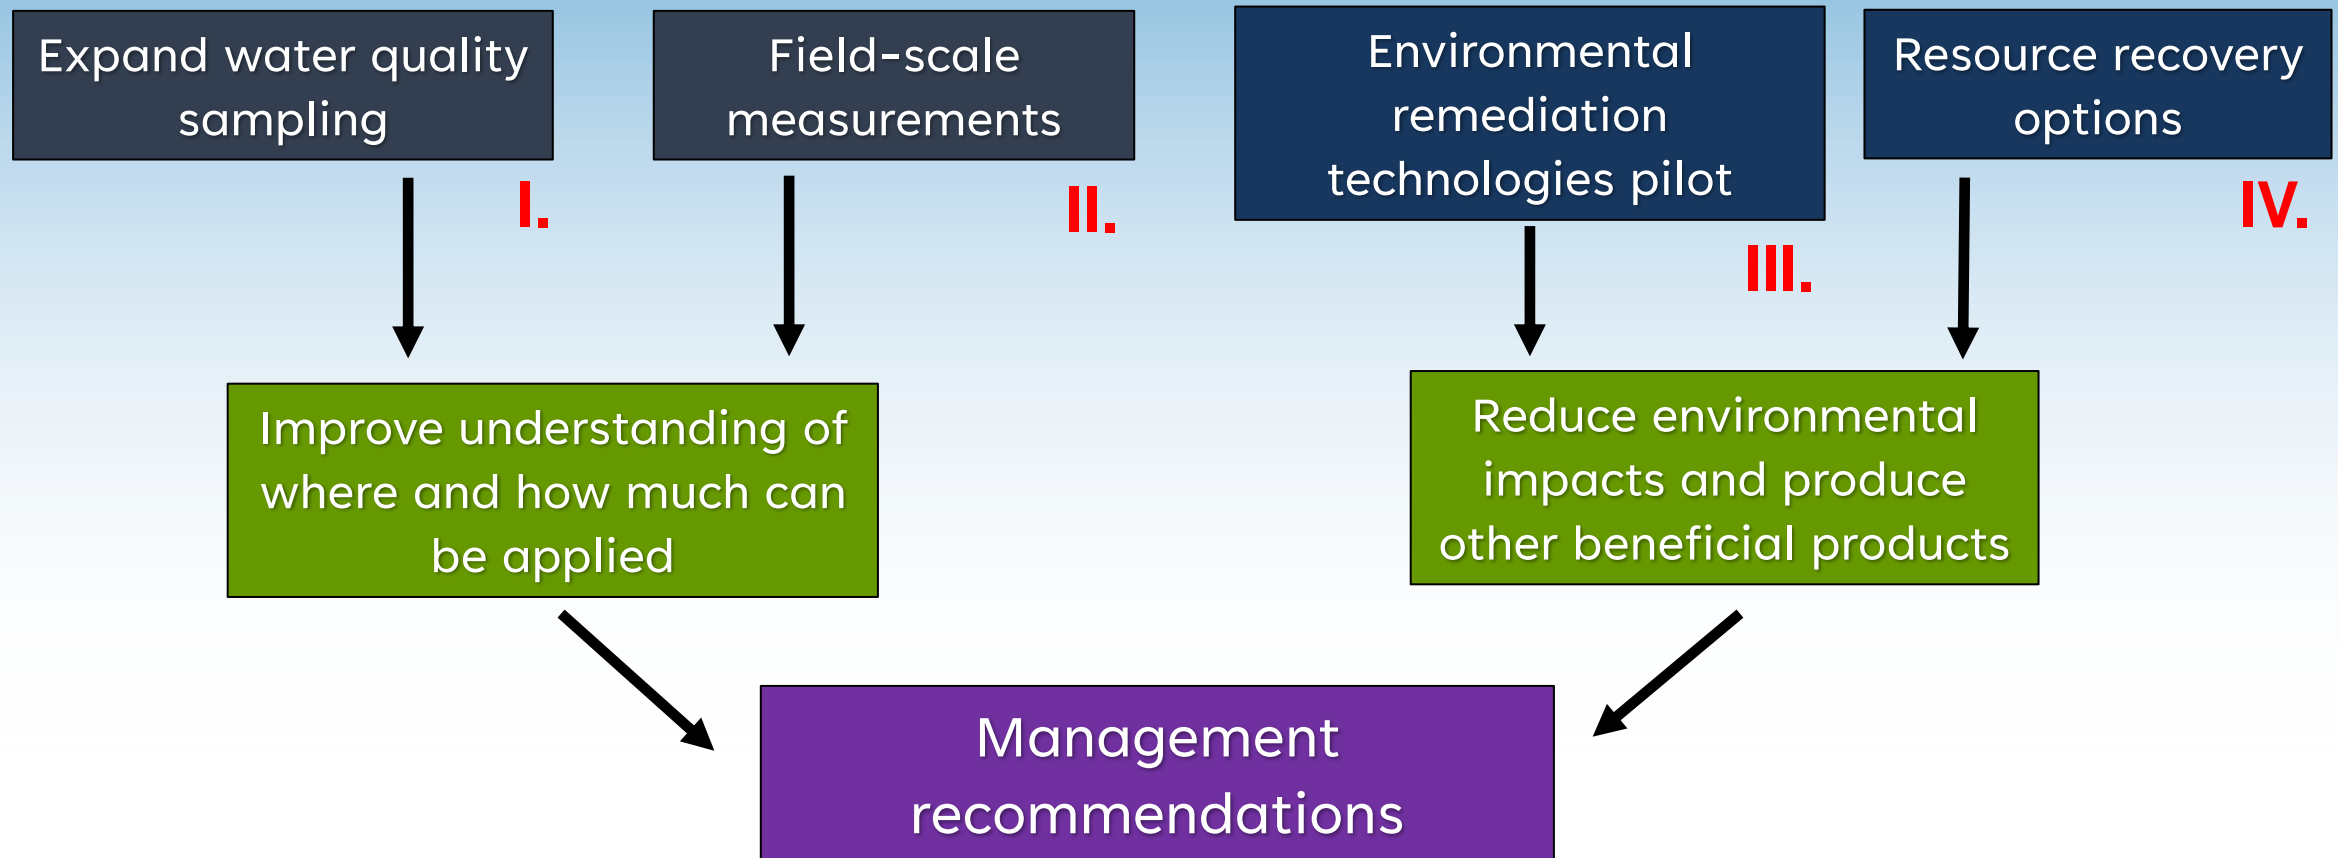 Expand water quality
sampling
I.
Field-scale
measurements
II.
Environmental
remediation
technologies pilot
III.
Resource recovery
options
IV.
Improve understanding of
where and how much can
be applied
Reduce environmental
impacts and produce
other beneficial products
Management
recommendations